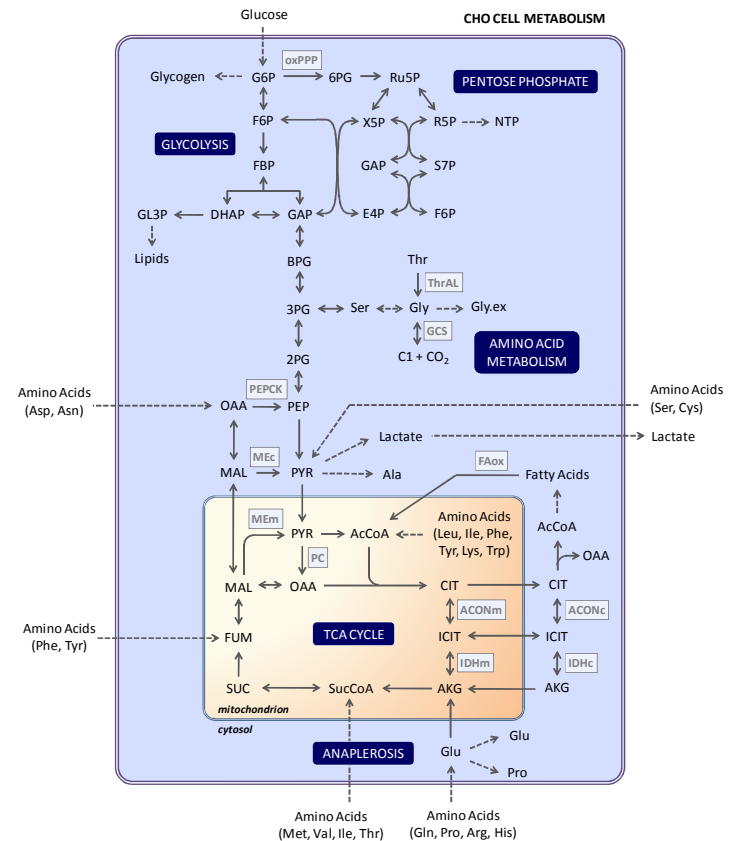 CHO CELL METABOLISM
Glucose
oxPPP
Glycogen
G6P
6PG
Ru5P
PENTOSE PHOSPHATE
F6P
X5P
R5P
NTP
GLYCOLYSIS
FBP
GAP
S7P
GL3P
DHAP
GAP
E4P
F6P
Lipids
BPG
Thr
ThrAL
3PG
Ser
Gly
Gly.ex
GCS
AMINO ACID
METABOLISM
2PG
C1 + CO₂
PEPCK
Amino Acids
(Asp, Asn)
OAA
PEP
Amino Acids
(Ser, Cys)
Lactate
Lactate
MEc
FAox
MAL
PYR
Ala
Fatty Acids
MEm
Amino Acids
(Leu, Ile, Phe,
Tyr, Lys, Trp)
AcCoA
PYR
AcCoA
PC
OAA
MAL
OAA
CIT
CIT
ACONm
ACONc
Amino Acids
(Phe, Tyr)
FUM
TCA CYCLE
ICIT
ICIT
IDHm
IDHc
SUC
SucCoA
AKG
AKG
mitochondrion
cytosol
ANAPLEROSIS
Glu
Glu
Pro
Amino Acids
(Met, Val, Ile, Thr)
Amino Acids
(Gln, Pro, Arg, His)